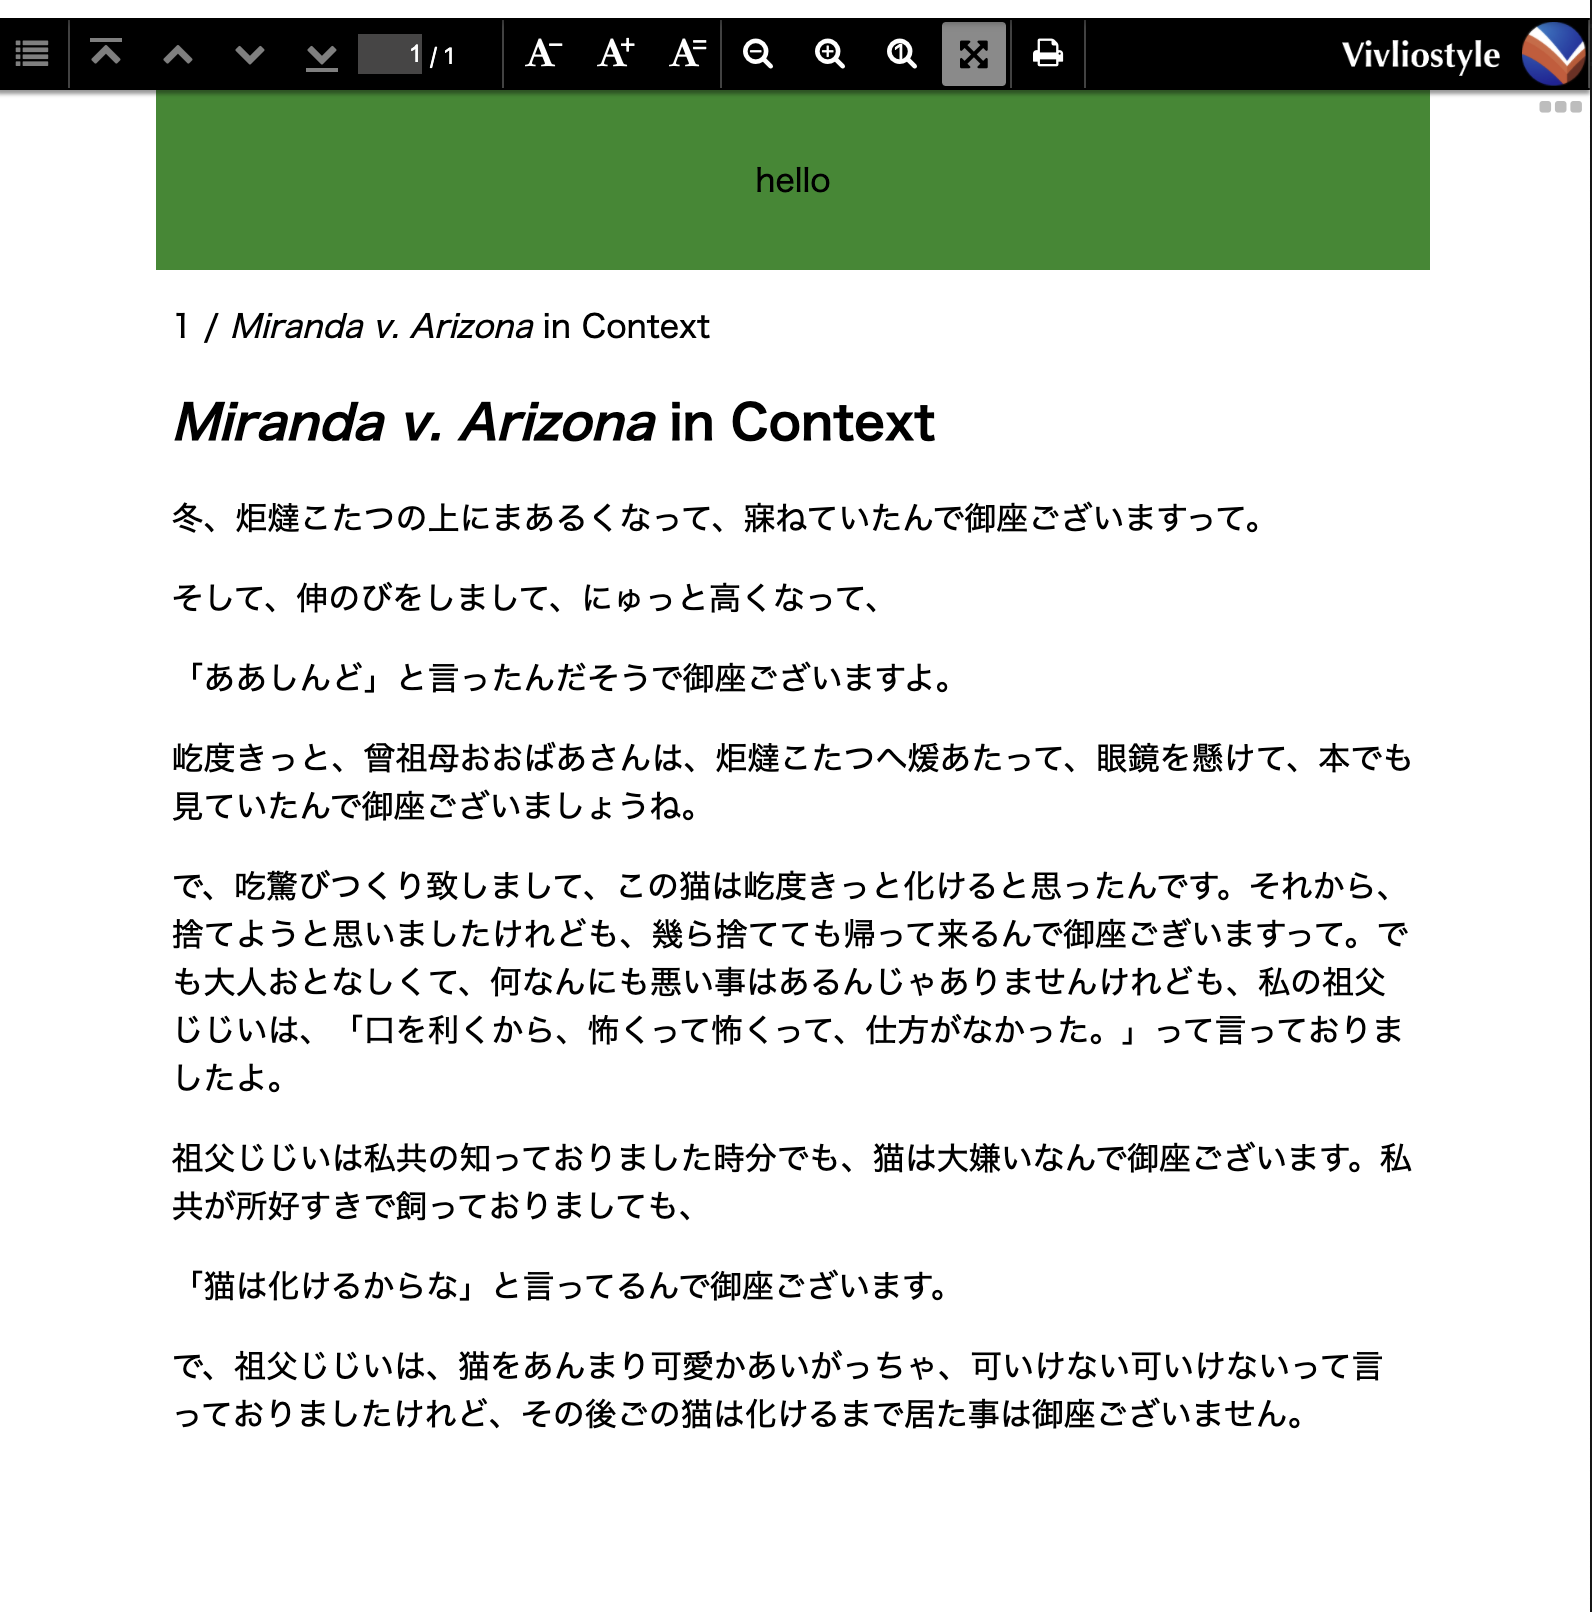 1 / 1 A− A+ A= 1 Vivliostyle
hello
1 / Miranda v. Arizona in Context
Miranda v. Arizona in Context
冬、炬燵こたつの上にまあるくなって、寐ねていたんで御座ございますって。
そして、伸のびをしまして、にゅっと高くなって、
「ああしんど」と言ったんだそうで御座ございますよ。
屹度きっと、曾祖母おおばあさんは、炬燵こたつへ煖あたって、眼鏡を懸けて、本でも
見ていたんで御座ございましょうね。
で、吃驚びつくり致しまして、この猫は屹度きっと化けると思ったんです。それから、
捨てようと思いましたけれども、幾ら捨てても帰って来るんで御座ござぎいますって。で
も大人おとなしくて、何なんにも悪い事はあるんじゃありませんけれども、私の祖父
じじいは、「口を利くから、怖くって怖くって、仕方がなかった。」って言っておりま
したよ。
祖父じじいは私共の知っておりました時分でも、猫は大嫌いなんで御座ございます。私
共が所好すきで飼っておりましても、
「猫は化けるからな」と言ってるんで御座ございます。
で、祖父じじいは、猫をあんまり可愛かあいがっちゃ、可いけない可いけないって言
っておりましたけれど、その後ごの猫は化けるまで居た事は御座ございません。